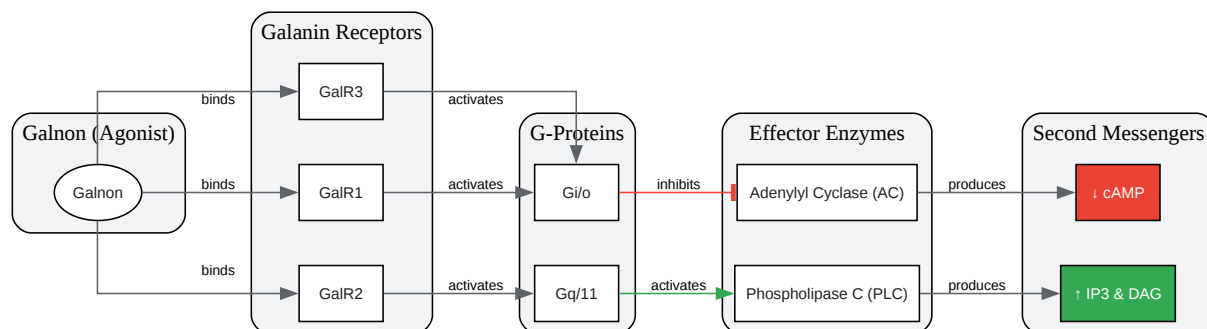 Galanin Receptors
GalR3
binds
activates
Galnon (Agonist)
G-Proteins
Effector Enzymes
Second Messengers
Galnon
binds
GalR1
activates
Gi/o
inhibits
Adenylyl Cyclase (AC)
produces
↓ cAMP
binds
GalR2
activates
Gq/11
activates
Phospholipase C (PLC)
produces
↑ IP3 & DAG